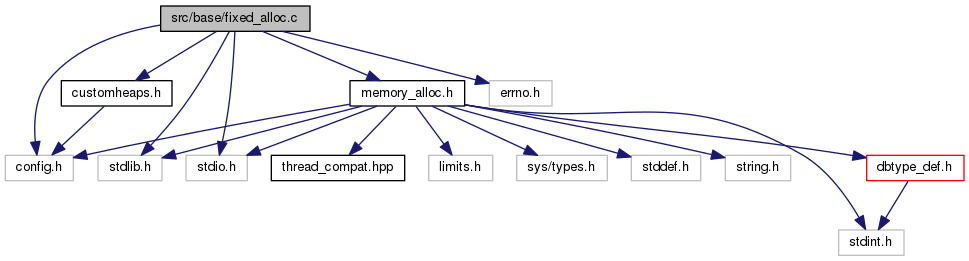 src/base/fixed_alloc.c
customheaps.h
memory_alloc.h
errno.h
config.h
stdlib.h
stdio.h
thread_compat.hpp
limits.h
sys/types.h
stddef.h
string.h
dbtype_def.h
stdint.h